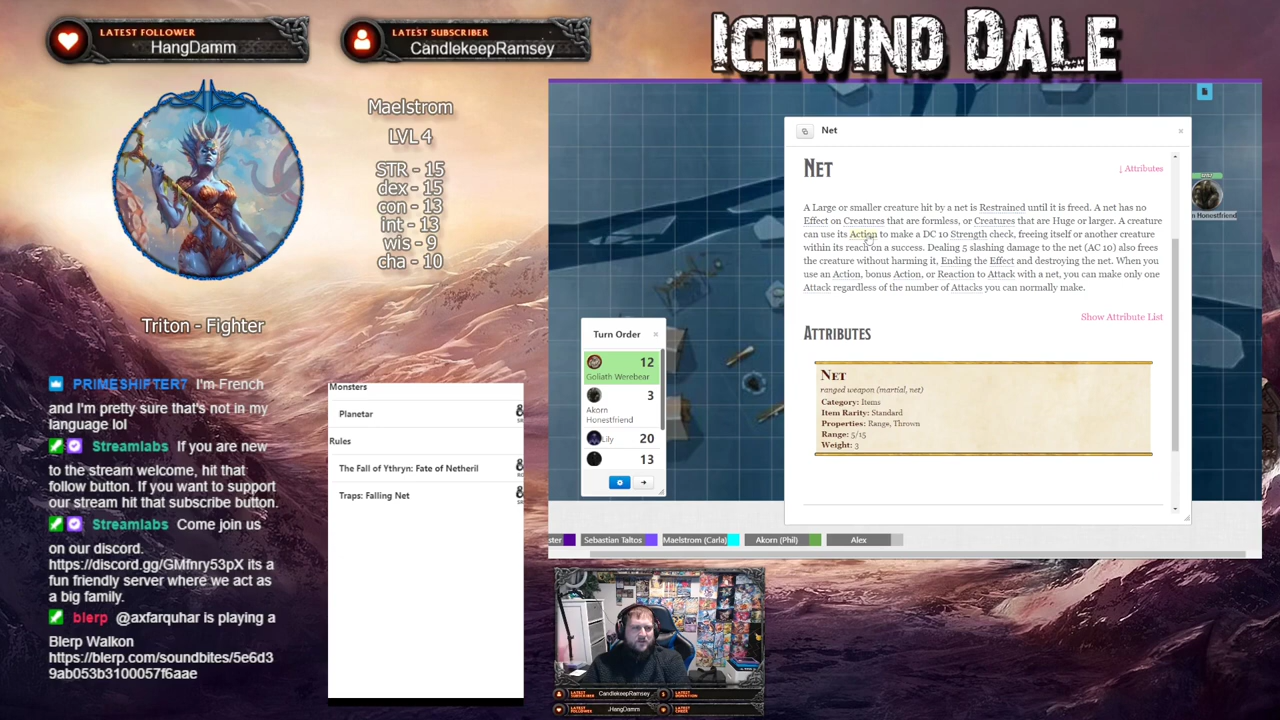 LATEST FOLLOWER
HangDamm
LATEST SUBSCRIBER
CandlekeepRamsey
ICEWIND DALE
Maelstrom
LVL 4
STR - 15
dex - 15
con - 13
int - 13
wis - 9
cha - 10
Triton - Fighter
PRIMESHIFTER7 I'm French
and I'm pretty sure that's not in my
language lol
Streamlabs If you are new
to the stream welcome, hit that
follow button. If you want to support
our stream hit that subscribe button.
Streamlabs Come join us
on our discord.
https://discord.gg/GMfnry53pX its a
fun friendly server where we act as
a big family.
blerp @axfarquhar is playing a
Blerp Walkon
https://blerp.com/soundbites/5e6d3
9ab053b3100057f6aae
Monsters
Planetar
Rules
The Fall of Ythryn: Fate of Netheril
Traps: Falling Net
Turn Order
12
Goliath Werebear
3
Akorn
Honestfriend
Lily 20
13
Net
NET
↓ Attributes
A Large or smaller creature hit by a net is Restrained until it is freed. A net has no
Effect on Creatures that are formless, or Creatures that are Huge or larger. A creature
can use its Action to make a DC 10 Strength check, freeing itself or another creature
within its reach on a success. Dealing 5 slashing damage to the net (AC 10) also frees
the creature without harming it, Ending the Effect and destroying the net. When you
use an Action, bonus Action, or Reaction to Attack with a net, you can make only one
Attack regardless of the number of Attacks you can normally make.
Show Attribute List
ATTRIBUTES
NET
ranged weapon (martial, net)
Category: Items
Item Rarity: Standard
Properties: Range, Thrown
Range: 5/15
Weight: 3
n Honestfriend
ster
Sebastian Taltos
Maelstrom (Carla)
Akorn (Phil)
Alex
LATEST SUBSCRIBER
CandlekeepRamsey
LATEST DONATION
LATEST FOLLOWER
LATEST CHEER